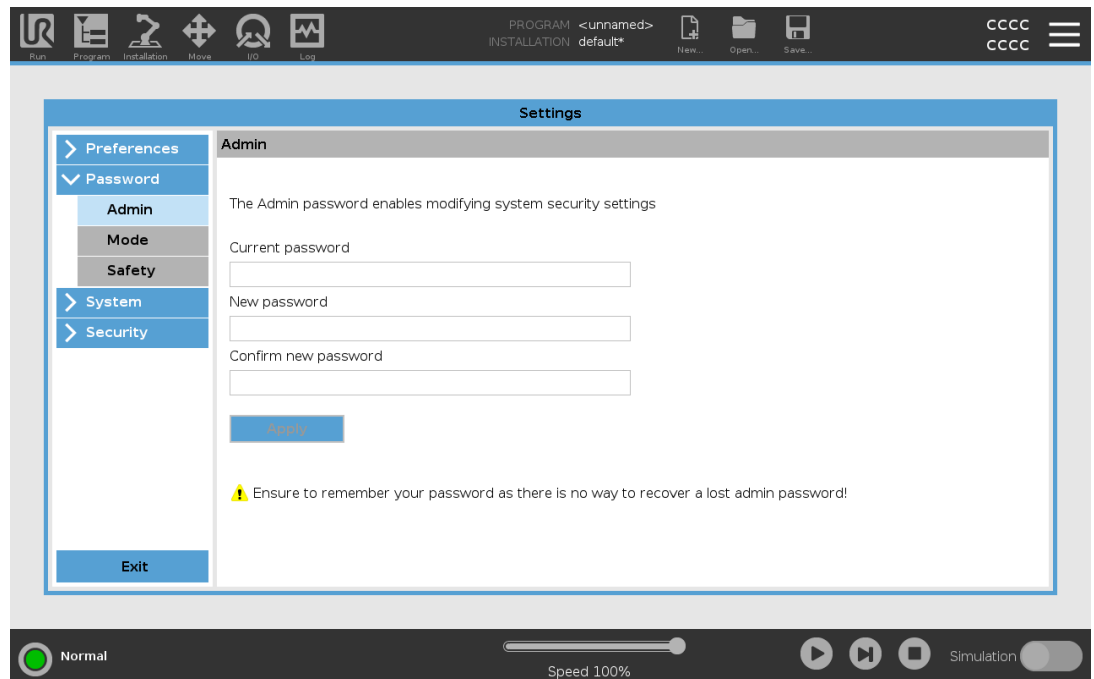 PROGRAM <unnamed>
INSTALLATION default*
Run Program Installation Move I/O Log
New... Open... Save...
CCCC
CCCC
Settings
Preferences
Password
Admin
Mode
Safety
System
Security
Exit
Admin
The Admin password enables modifying system security settings
Current password
New password
Confirm new password
Apply
Ensure to remember your password as there is no way to recover a lost admin password!
Normal
Speed 100%
Simulation